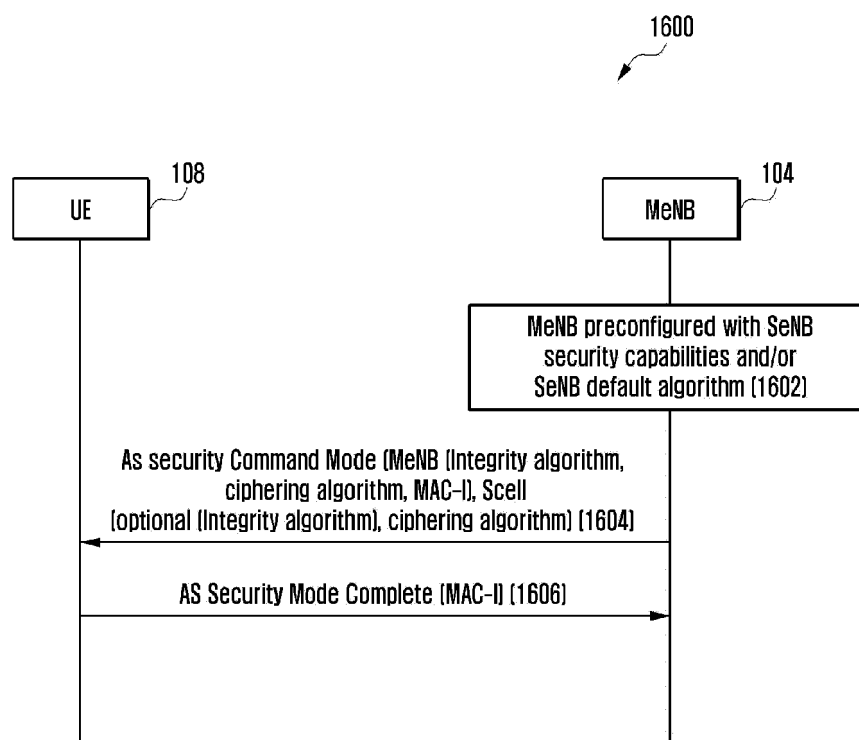 1600
108
104
UE
MeNB
MeNB preconfigured with SeNB
security capabilities and/or
SeNB default algorithm (1602)
As security Command Mode (MeNB (Integrity algorithm,
ciphering algorithm, MAC-I), Scell
(optional (Integrity algorithm), ciphering algorithm) (1604)
AS Security Mode Complete (MAC-I) (1606)